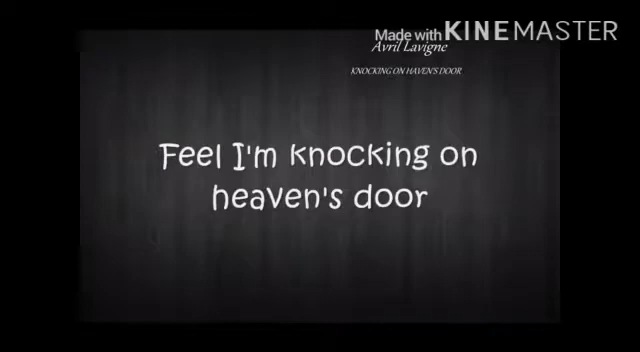 Made with KINEMASTER
Avril Lavigne
KNOCKING ON HAVEN'S DOOR
Feel I'm knocking on
heaven's door